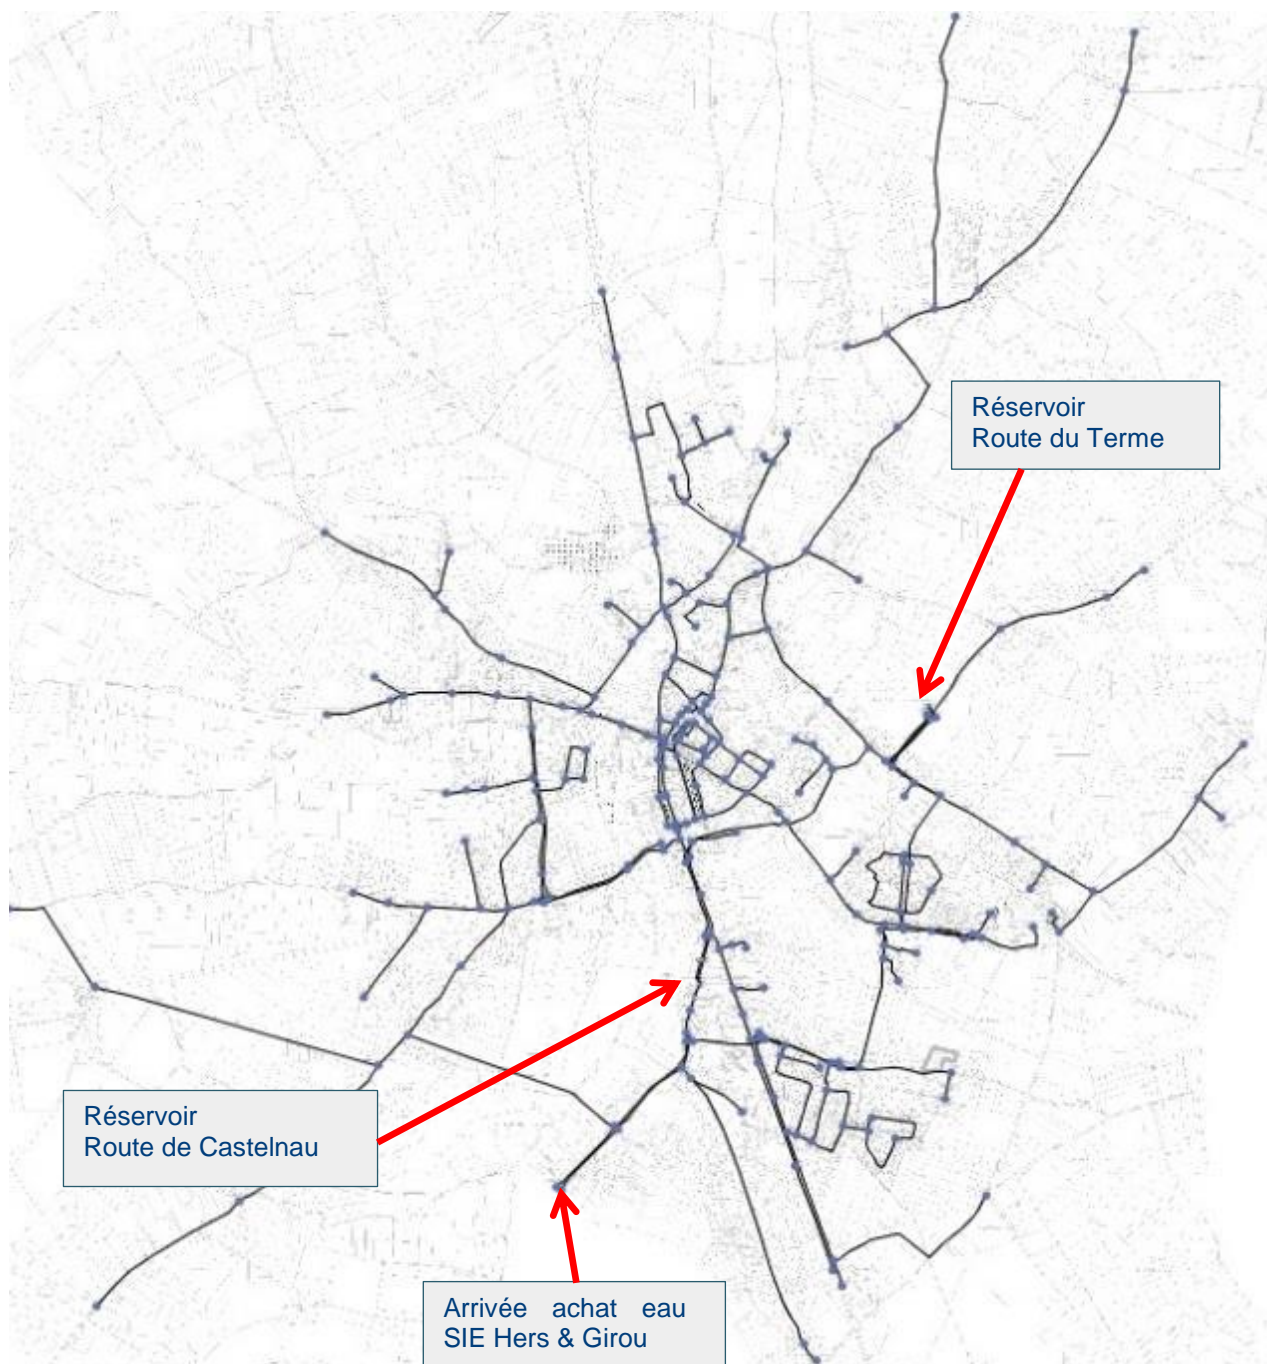 Réservoir
Route du Terme
Réservoir
Route de Castelnau
Arrivée achat eau
SIE Hers & Girou